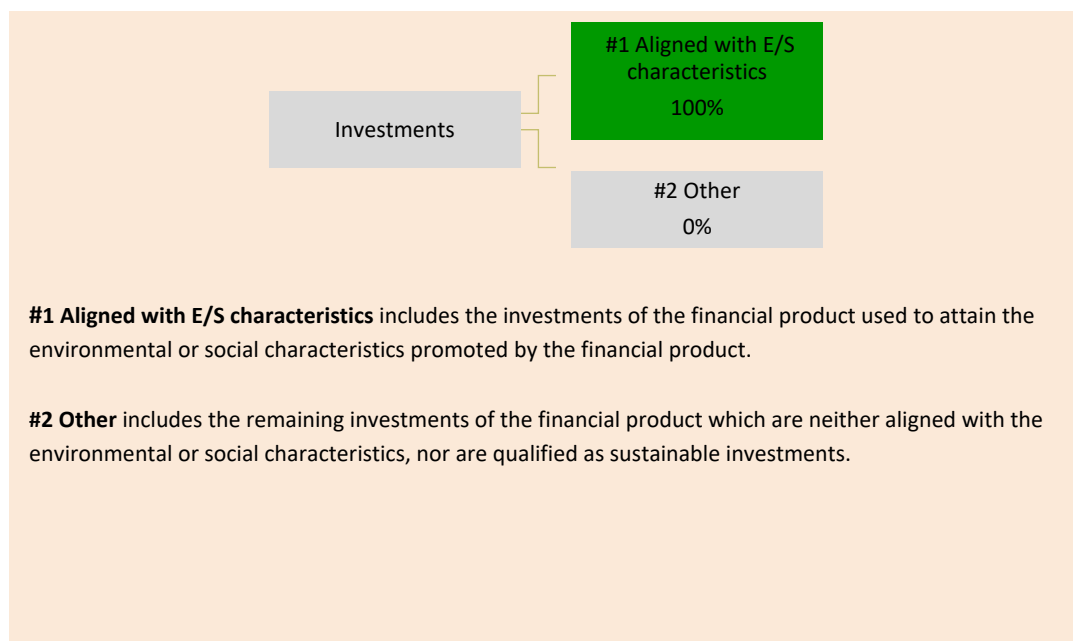 #1 Aligned with E/S
characteristics
100%
Investments
#2 Other
0%
#1 Aligned with E/S characteristics includes the investments of the financial product used to attain the
environmental or social characteristics promoted by the financial product.
#2 Other includes the remaining investments of the financial product which are neither aligned with the
environmental or social characteristics, nor are qualified as sustainable investments.